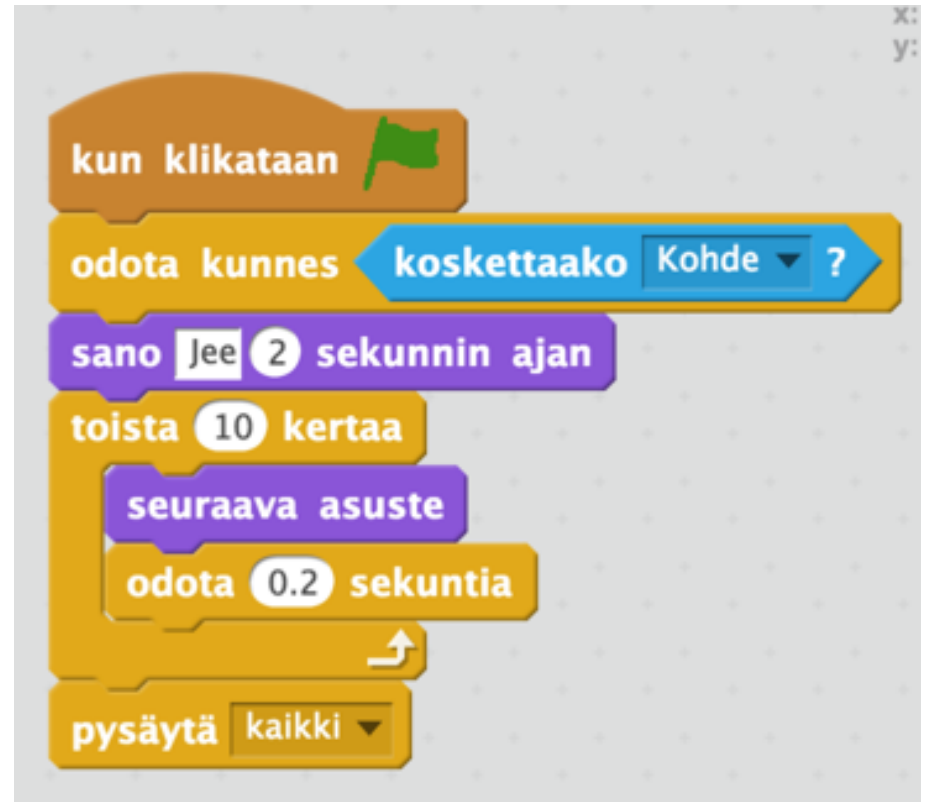 x:
y:
kun klikataan
odota kunnes koskettaako Kohde ?
sano Jee 2 sekunnin ajan
toista 10 kertaa
seuraava asuste
odota 0.2 sekuntia
pysäytä kaikki